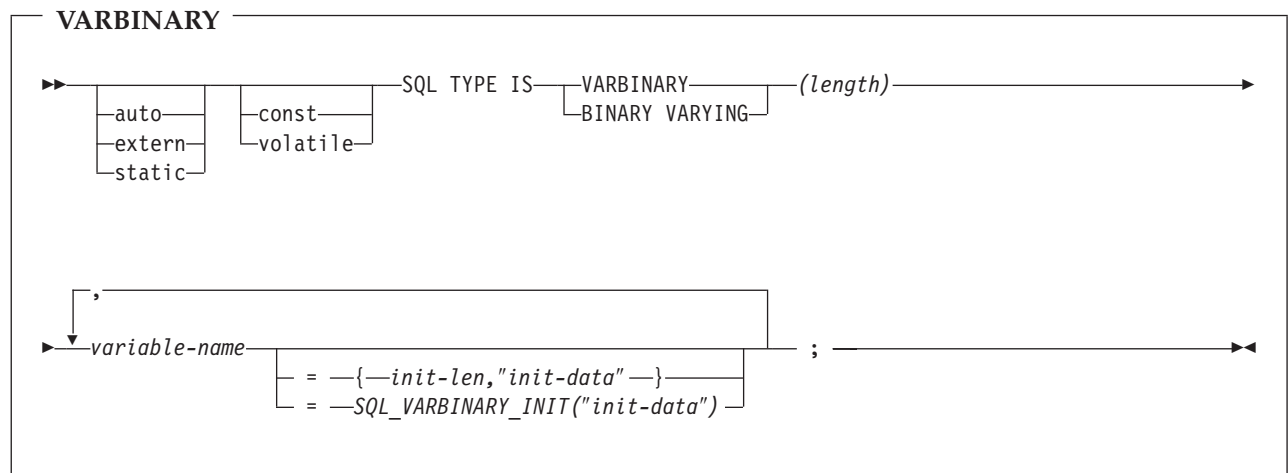 VARBINARY
SQL TYPE IS VARBINARY (length)
auto const BINARY VARYING
extern volatile
static
,
variable-name ;
= { init-len,"init-data" }
= SQL_VARBINARY_INIT("init-data")